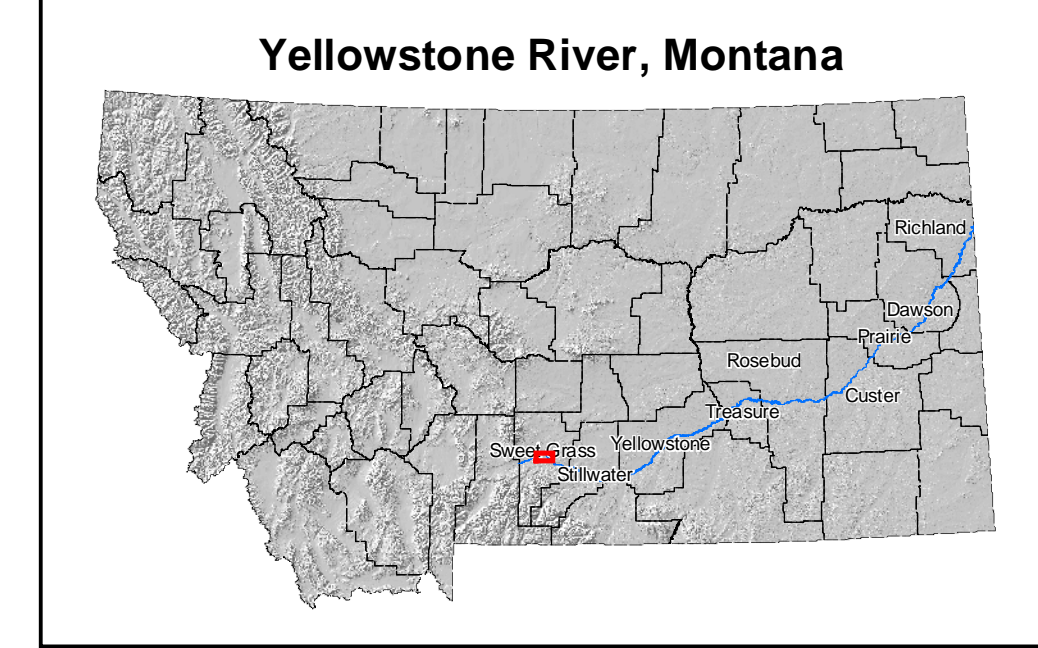 Yellowstone River, Montana
Richland
Dawson
Prairie
Rosebud
Custer
Treasure
Yellowstone
Sweet Grass
Stillwater